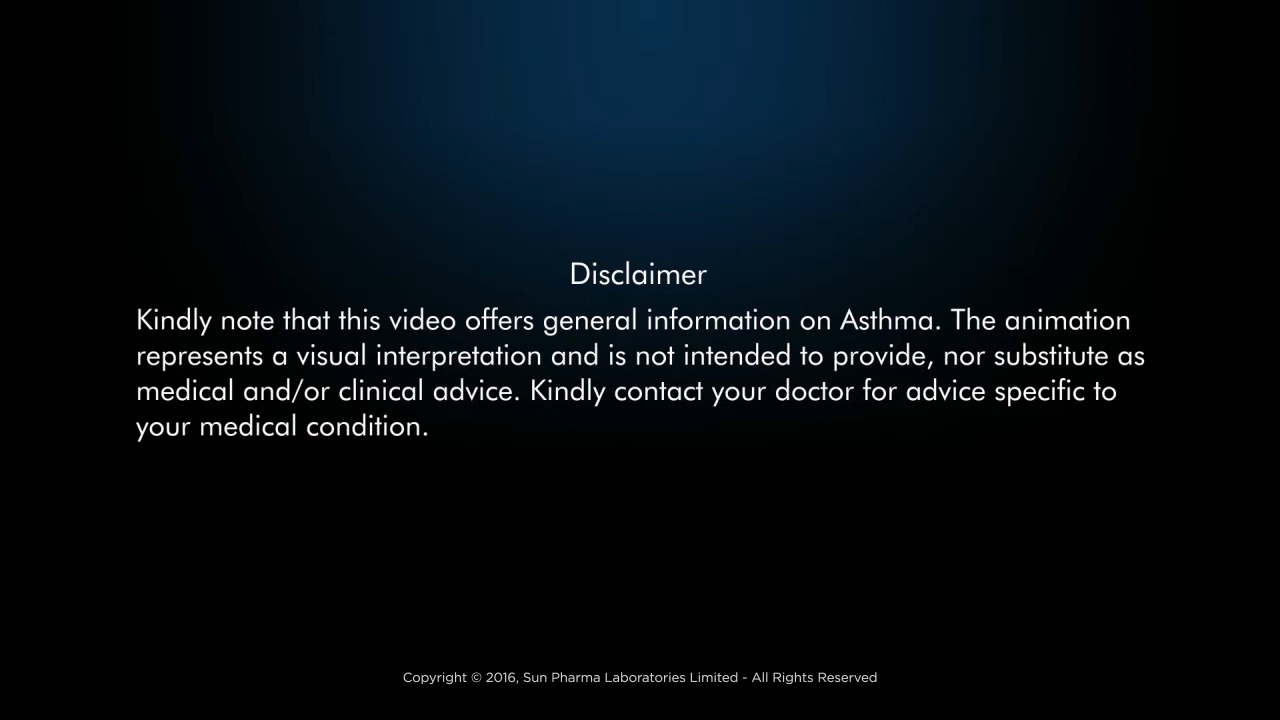 Disclaimer
Kindly note that this video offers general information on Asthma. The animation
represents a visual interpretation and is not intended to provide, nor substitute as
medical and/or clinical advice. Kindly contact your doctor for advice specific to
your medical condition.
Copyright © 2016, Sun Pharma Laboratories Limited - All Rights Reserved